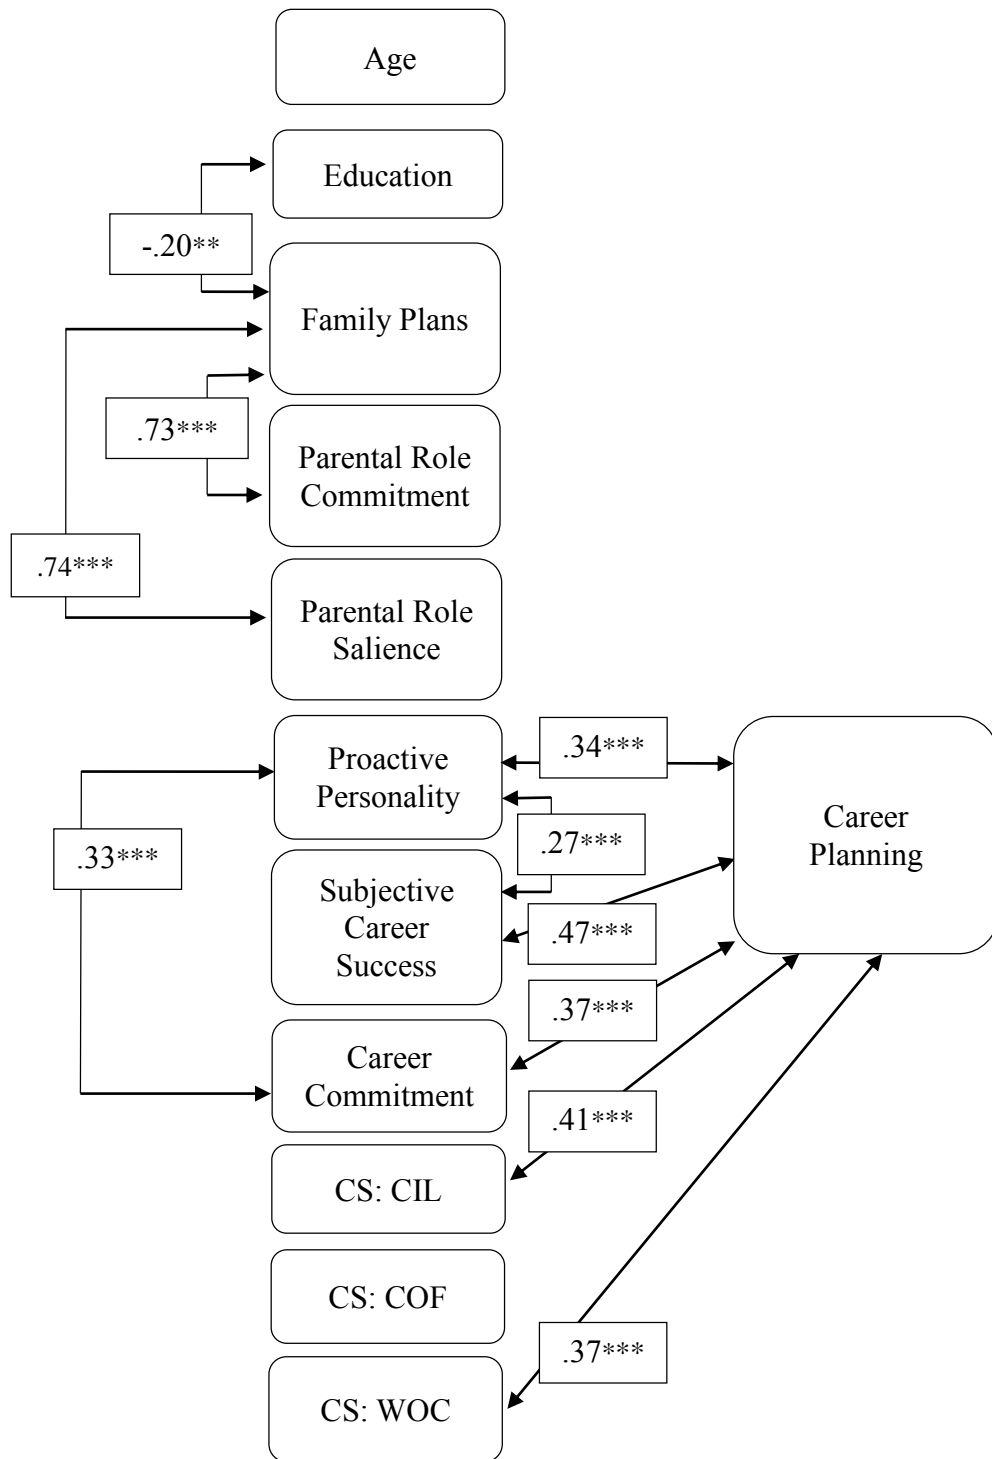 Age
Education
-.20**
Family Plans
.73***
Parental Role
Commitment
.74***
Parental Role
Salience
Proactive
Personality
.34***
.33***
.27***
Career
Planning
Subjective
Career
Success
.47***
.37***
Career
Commitment
.41***
CS: CIL
CS: COF
.37***
CS: WOC